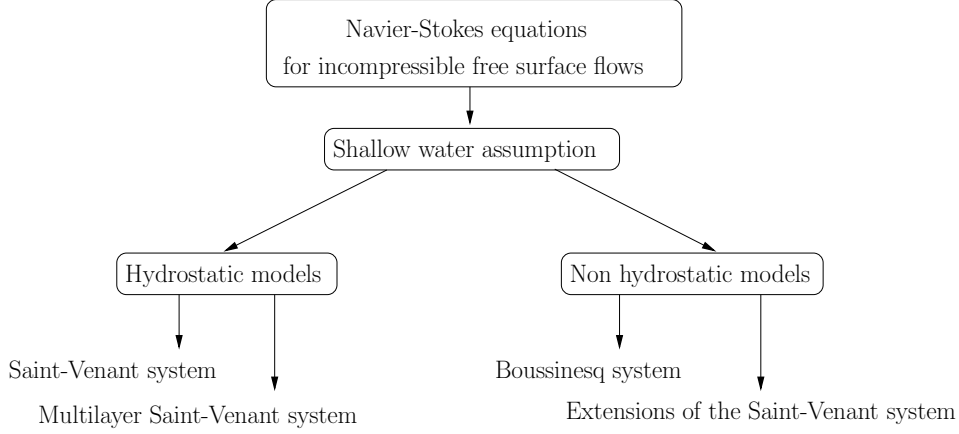 Navier-Stokes equations
for incompressible free surface flows
Shallow water assumption
Hydrostatic models
Non hydrostatic models
Saint-Venant system
Boussinesq system
Multilayer Saint-Venant system
Extensions of the Saint-Venant system